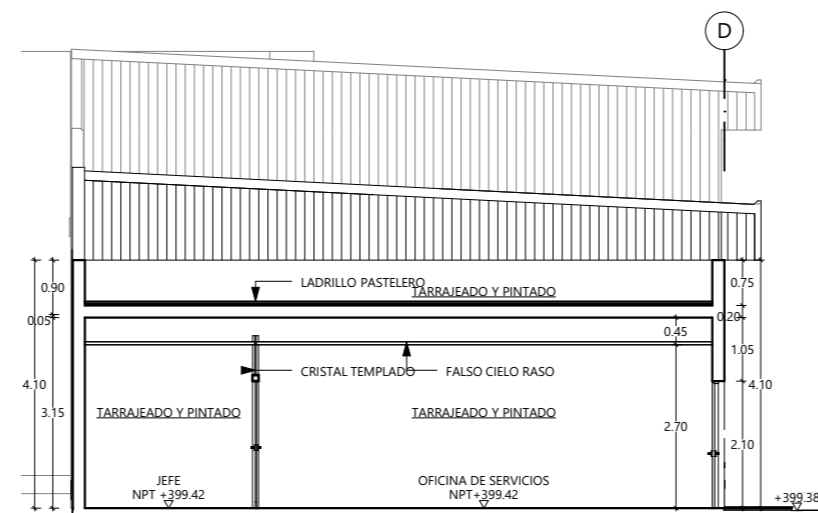 D
LADRILLO PASTELERO
TARRAJEADO Y PINTADO
0.90
0.75
0.05
0.20
0.45
1.05
CRISTAL TEMPLADO
FALSO CIELO RASO
4.10
4.10
3.15
TARRAJEADO Y PINTADO
TARRAJEADO Y PINTADO
2.70
2.10
JEFE
NPT +399.42
OFICINA DE SERVICIOS
NPT+399.42
+399.38